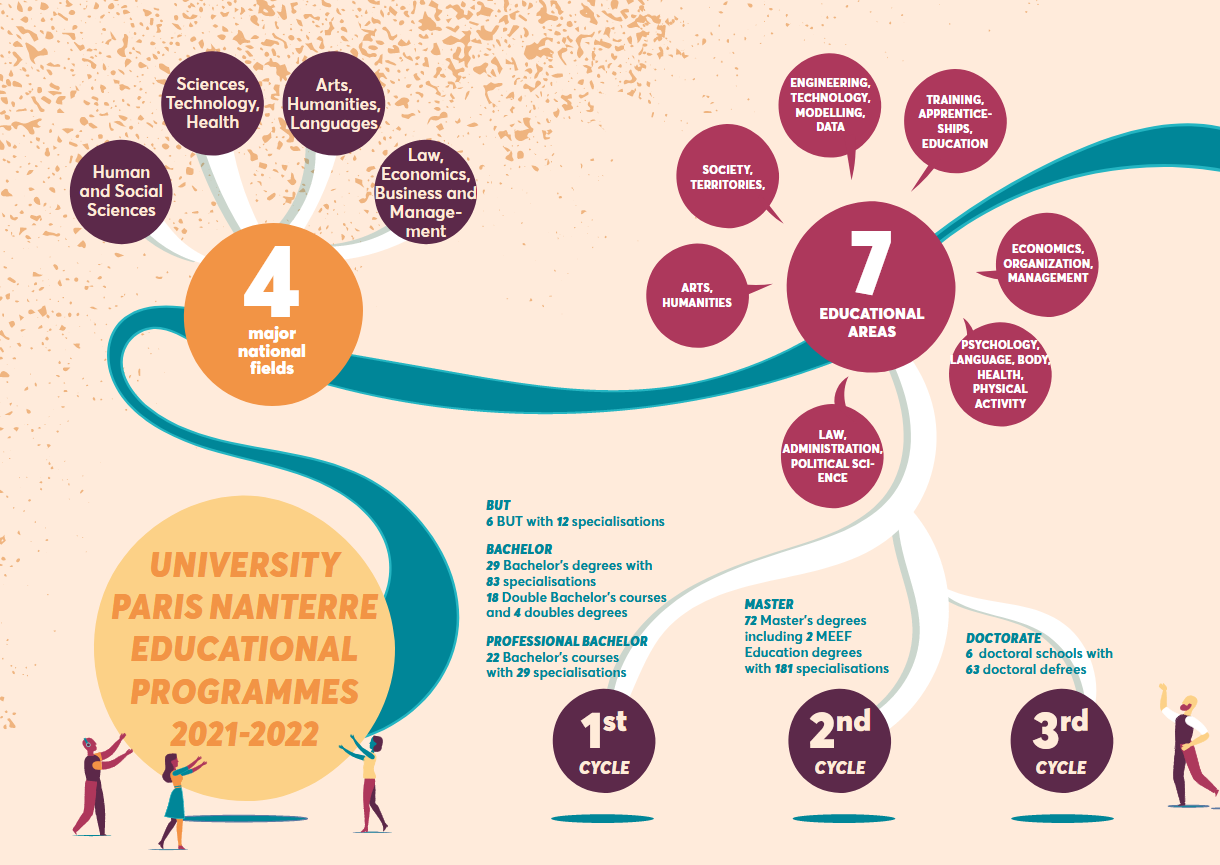 Sciences,
Technology,
Health
Arts,
Humanities,
Languages
Human
and Social
Sciences
Law,
Economics,
Business and
Manage-
ment
4
major
national
fields
ENGINEERING,
TECHNOLOGY,
MODELLING,
DATA
TRAINING,
APPRENTICE-
SHIPS,
EDUCATION
SOCIETY,
TERRITORIES,
ARTS,
HUMANITIES
7
EDUCATIONAL
AREAS
ECONOMICS,
ORGANIZATION,
MANAGEMENT
PSYCHOLOGY,
LANGUAGE, BODY,
HEALTH,
PHYSICAL
ACTIVITY
LAW,
ADMINISTRATION,
POLITICAL SCI-
ENCE
UNIVERSITY
PARIS NANTERRE
EDUCATIONAL
PROGRAMMES
2021-2022
BUT
6 BUT with 12 specialisations
BACHELOR
29 Bachelor's degrees with
83 specialisations
18 Double Bachelor's courses
and 4 doubles degrees
PROFESSIONAL BACHELOR
22 Bachelor's courses
with 29 specialisations
1st
CYCLE
MASTER
72 Master's degrees
including 2 MEEF
Education degrees
with 181 specialisations
2nd
CYCLE
DOCTORATE
6 doctoral schools with
63 doctoral defrees
3rd
CYCLE